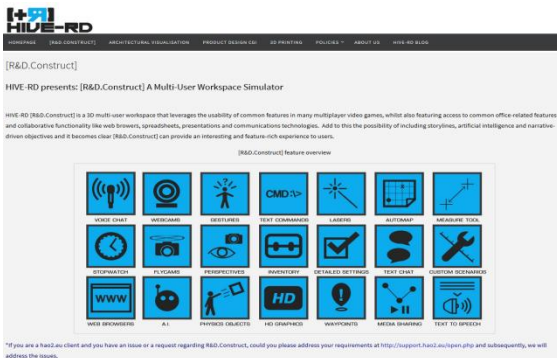 [+R]
HIVE-RD
HOMEPAGE [R&D.CONSTRUCT] ARCHITECTURAL VISUALISATION PRODUCT DESIGN CGI 3D PRINTING POLICIES ABOUT US HIVE-RD BLOG
[R&D.Construct]
HIVE-RD presents: [R&D.Construct] A Multi-User Workspace Simulator
HIVE-RD [R&D.Construct] is a 3D multi-user workspace that leverages the usability of common features in many multiplayer video games, whilst also featuring access to common office-related features
and collaborative functionality like web browers, spreadsheets, presentations and communications technologies. Add to this the possibility of including storylines, artificial intelligence and narrative-
driven objectives and it becomes clear [R&D.Construct] can provide an interesting and feature-rich experience to users.
[R&D.Construct] feature overview
CMD:\>
VOICE CHAT WEBCAMS GESTURES TEXT COMMANDS LASERS AUTOMAP MEASURE TOOL
STOPWATCH FLYCAMS PERSPECTIVES INVENTORY DETAILED SETTINGS TEXT CHAT CUSTOM SCENARIOS
WWW HD
WEB BROWSERS A.I. PHYSICS OBJECTS HD GRAPHICS WAYPOINTS MEDIA SHARING TEXT TO SPEECH
*If you are a hao2.eu client and you have an issue or a request regarding R&D.Construct, could you please address your requirements at http://support.hao2.eu/open.php and subsequently, we will
address the issues.